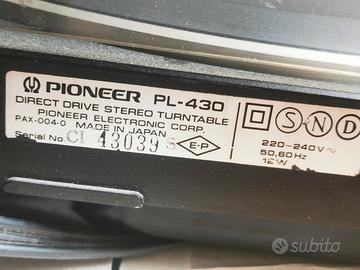 PIONEER PL-430
DIRECT DRIVE STEREO TURNTABLE
PIONEER ELECTRONIC CORP.
PAX-004-0 MADE IN JAPAN
Serial No. CI 43039 S E-P
S N D
220-240V~
50,60Hz
12W
subito